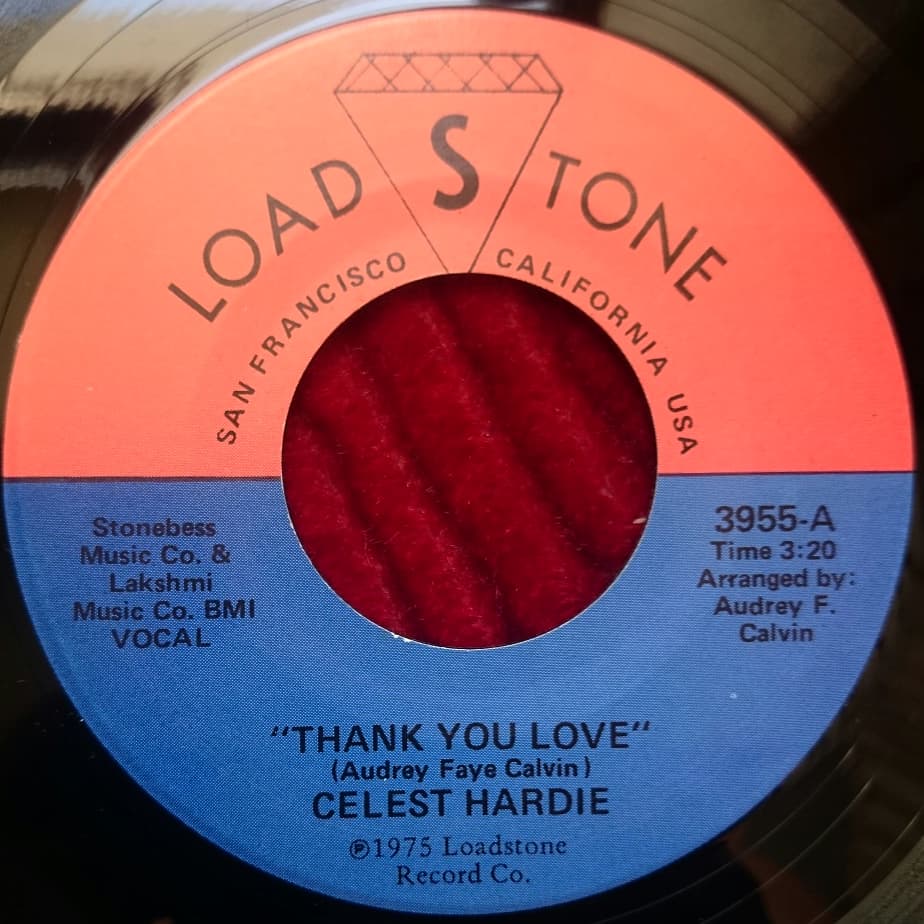 LOAD S TONE
SAN FRANCISCO CALIFORNIA USA
Stonebess
Music Co. &
Lakshmi
Music Co. BMI
VOCAL
3955-A
Time 3:20
Arranged by:
Audrey F.
Calvin
"THANK YOU LOVE"
(Audrey Faye Calvin)
CELEST HARDIE
℗1975 Loadstone
Record Co.